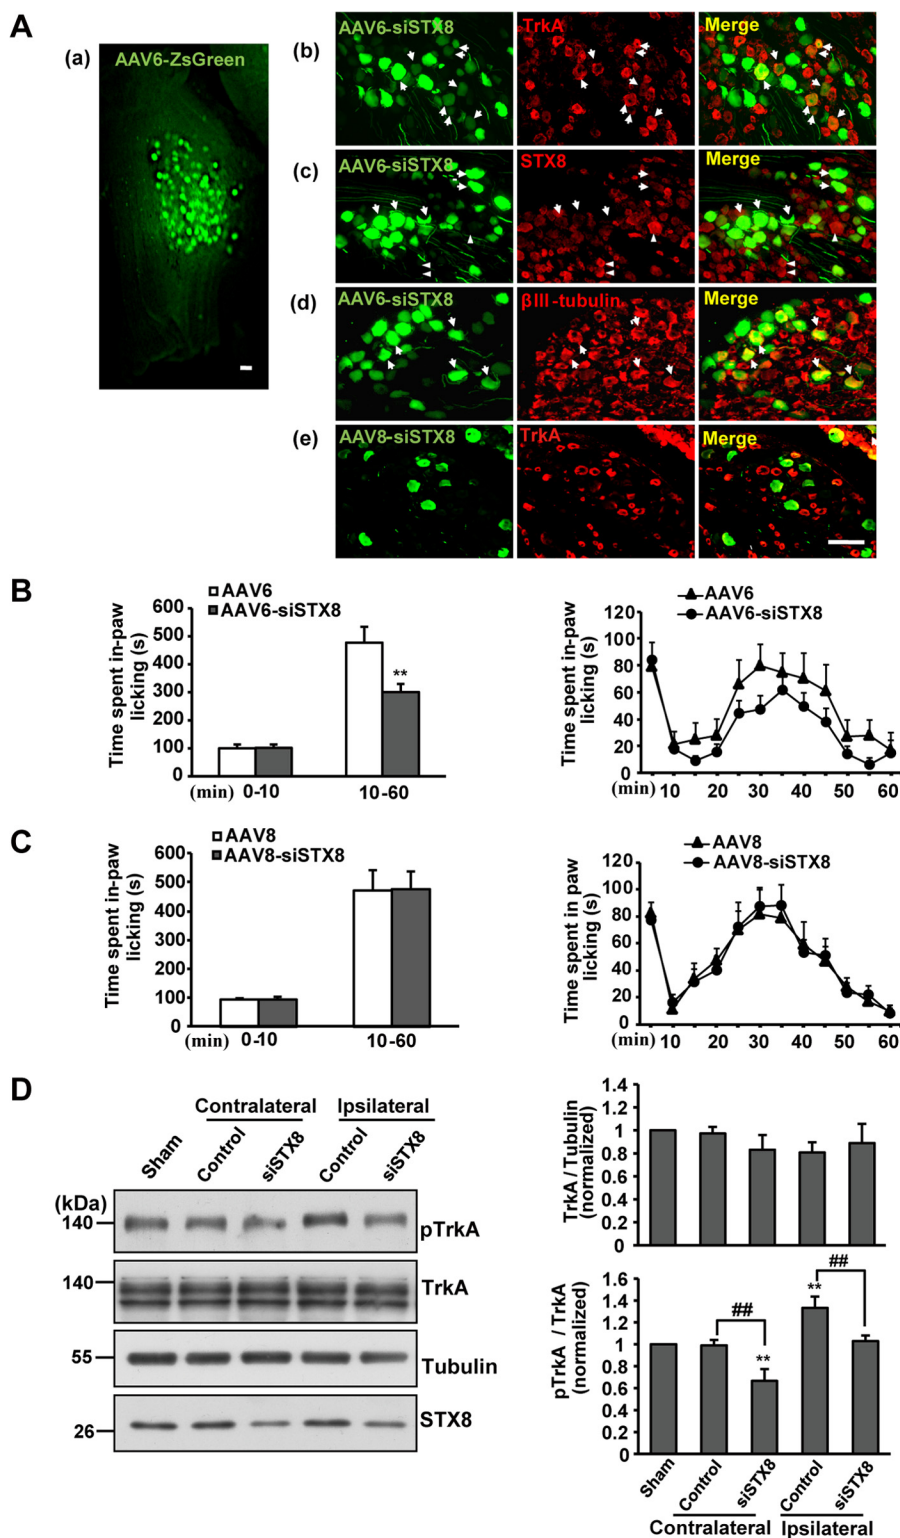 A
(a)
AAV6-ZsGreen
(b)
AAV6-siSTX8 TrkA Merge
(c)
AAV6-siSTX8 STX8 Merge
(d)
AAV6-siSTX8 βIII-tubulin Merge
(e)
AAV8-siSTX8 TrkA Merge
B
Time spent in-paw
licking (s)
600
500
400
300
200
100
0
AAV6
AAV6-siSTX8
**
(min) 0-10 10-60
Time spent in-paw
licking (s)
120
100
80
60
40
20
0
AAV6
AAV6-siSTX8
(min) 10 20 30 40 50 60
C
Time spent in-paw
licking (s)
600
500
400
300
200
100
0
AAV8
AAV8-siSTX8
(min) 0-10 10-60
Time spent in paw
licking (s)
120
100
80
60
40
20
0
AAV8
AAV8-siSTX8
(min) 10 20 30 40 50 60
D
Contralateral Ipsilateral
Sham Control siSTX8 Control siSTX8
(kDa)
140 pTrkA
140 TrkA
55 Tubulin
26 STX8
TrkA / Tubulin
(normalized)
1.4
1.2
1
0.8
0.6
0.4
0.2
0
pTrkA / TrkA
(normalized)
1.6
1.4
1.2
1
0.8
0.6
0.4
0.2
0
##
**
**
##
Sham Control siSTX8 Control siSTX8
Contralateral Ipsilateral